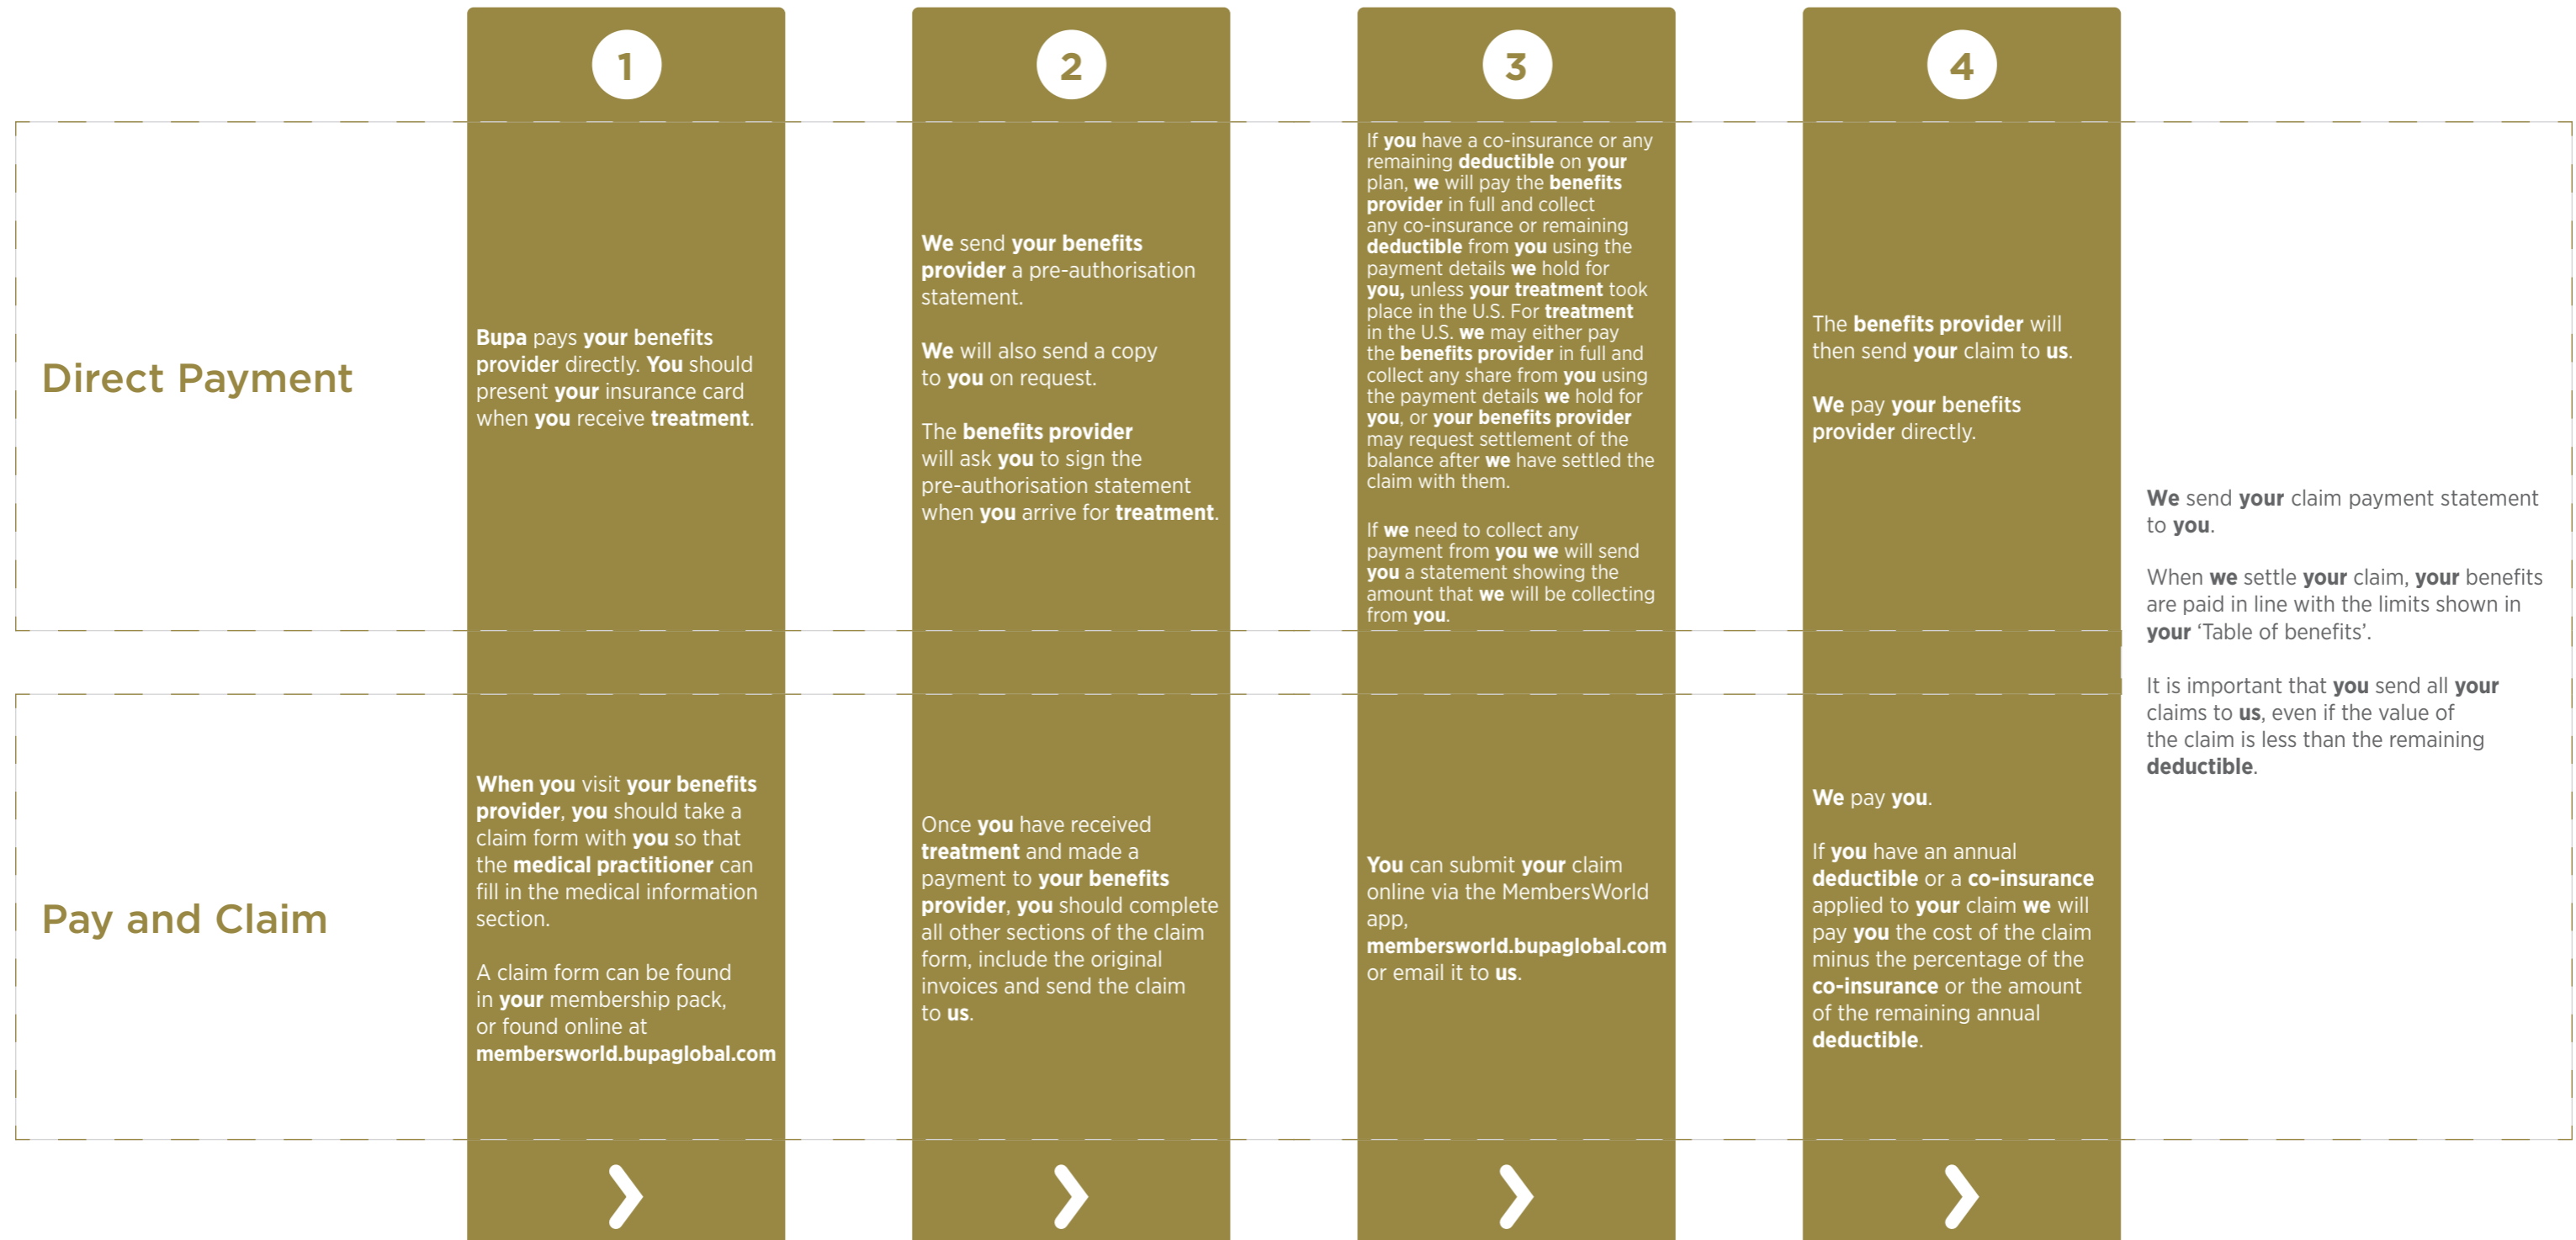 1
2
3
4
Direct Payment
Bupa pays your benefits
provider directly. You should
present your insurance card
when you receive treatment.
We send your benefits
provider a pre-authorisation
statement.
We will also send a copy
to you on request.
The benefits provider
will ask you to sign the
pre-authorisation statement
when you arrive for treatment.
If you have a co-insurance or any
remaining deductible on your
plan, we will pay the benefits
provider in full and collect
any co-insurance or remaining
deductible from you using the
payment details we hold for
you, unless your treatment took
place in the U.S. For treatment
in the U.S. we may either pay
the benefits provider in full and
collect any share from you using
the payment details we hold for
you, or your benefits provider
may request settlement of the
balance after we have settled the
claim with them.
If we need to collect any
payment from you we will send
you a statement showing the
amount that we will be collecting
from you.
The benefits provider will
then send your claim to us.
We pay your benefits
provider directly.
Pay and Claim
When you visit your benefits
provider, you should take a
claim form with you so that
the medical practitioner can
fill in the medical information
section.
A claim form can be found
in your membership pack,
or found online at
membersworld.bupaglobal.com
Once you have received
treatment and made a
payment to your benefits
provider, you should complete
all other sections of the claim
form, include the original
invoices and send the claim
to us.
You can submit your claim
online via the MembersWorld
app,
membersworld.bupaglobal.com
or email it to us.
We pay you.
If you have an annual
deductible or a co-insurance
applied to your claim we will
pay you the cost of the claim
minus the percentage of the
co-insurance or the amount
of the remaining annual
deductible.
We send your claim payment statement
to you.
When we settle your claim, your benefits
are paid in line with the limits shown in
your ‘Table of benefits’.
It is important that you send all your
claims to us, even if the value of
the claim is less than the remaining
deductible.